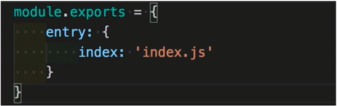 module.exports = {
    entry: {
        index: 'index.js'
    }
}